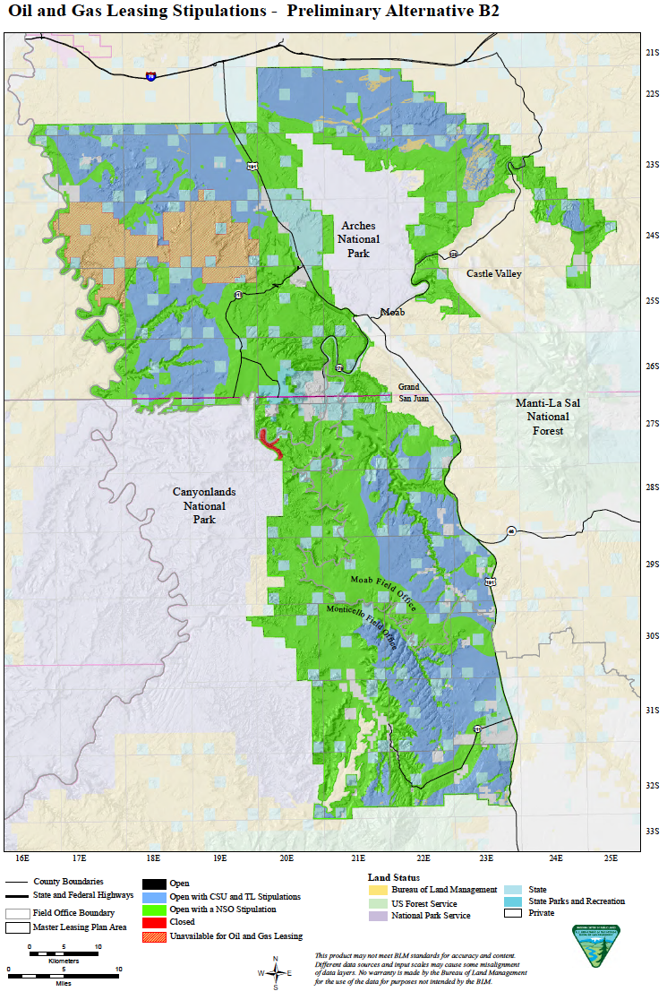 Oil and Gas Leasing Stipulations - Preliminary Alternative B2
21S
22S
191
23S
Arches
National
Park
24S
Castle Valley
25S
Moab
26S
Grand
San Juan
Manti-La Sal
National
Forest
27S
28S
Canyonlands
National
Park
46
29S
Moab Field Office
191
Monticello Field Office
30S
31S
32S
33S
16E 17E 18E 19E 20E 21E 22E 23E 24E 25E
County Boundaries
State and Federal Highways
Field Office Boundary
Master Leasing Plan Area
0 5 10
Kilometers
0 5 10
Miles
Open
Open with CSU and TL Stipulations
Open with a NSO Stipulation
Closed
Unavailable for Oil and Gas Leasing
Land Status
Bureau of Land Management
US Forest Service
National Park Service
State
State Parks and Recreation
Private
N
W E
S
This product may not meet BLM standards for accuracy and content.
Different data sources and input scales may cause some misalignment
of data layers. No warranty is made by the Bureau of Land Management
for the use of the data for purposes not intended by the BLM.